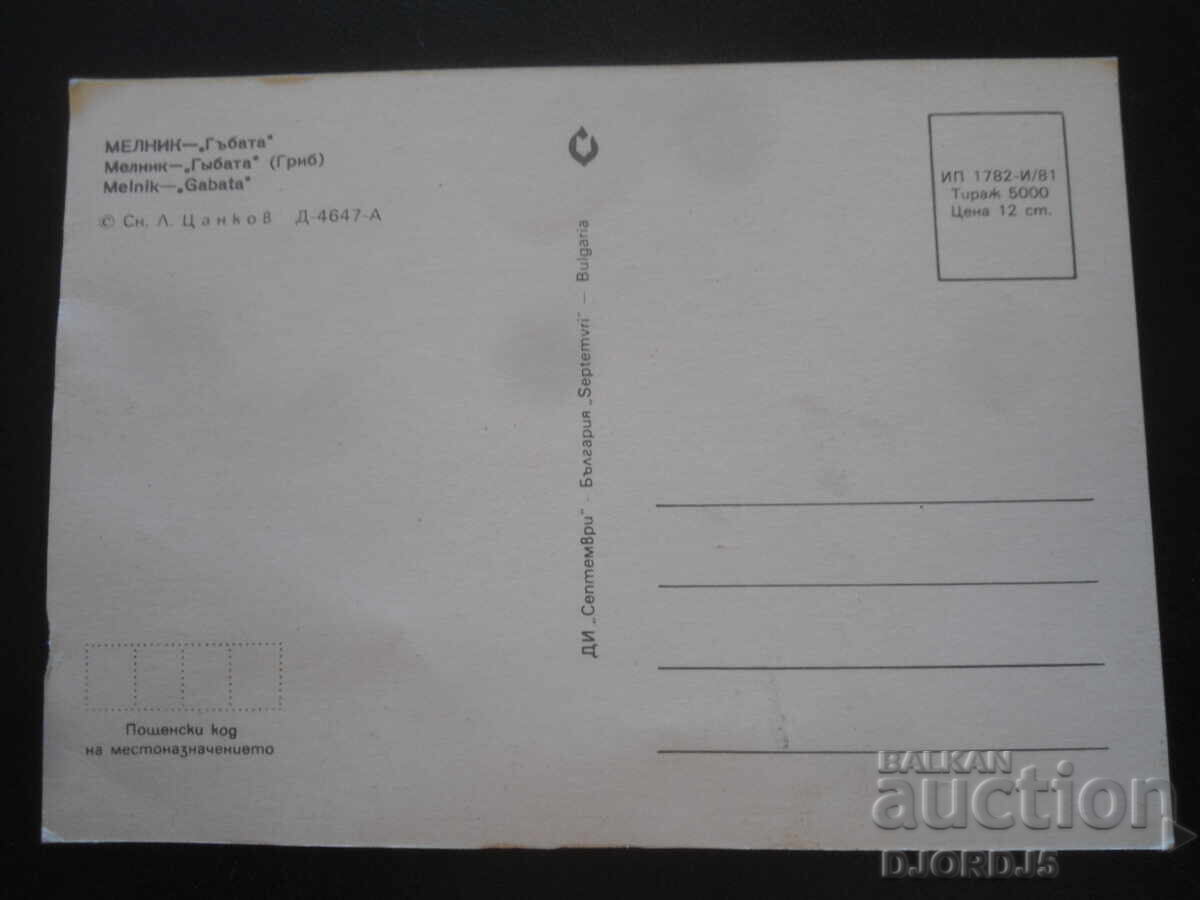 МЕЛНИК—„Гъбата"
Мелник—„Гыбата" (Гриб)
Melnik—„Gabata"
© Сн. Л. Цанков Д-4647-А
ИП 1782-И/81
Тираж 5000
Цена 12 ст.
ДИ „Септември" - България „Septemvri" — Bulgaria
Пощенски код
на местоназначението
BALKAN
auction
DJORDJ5